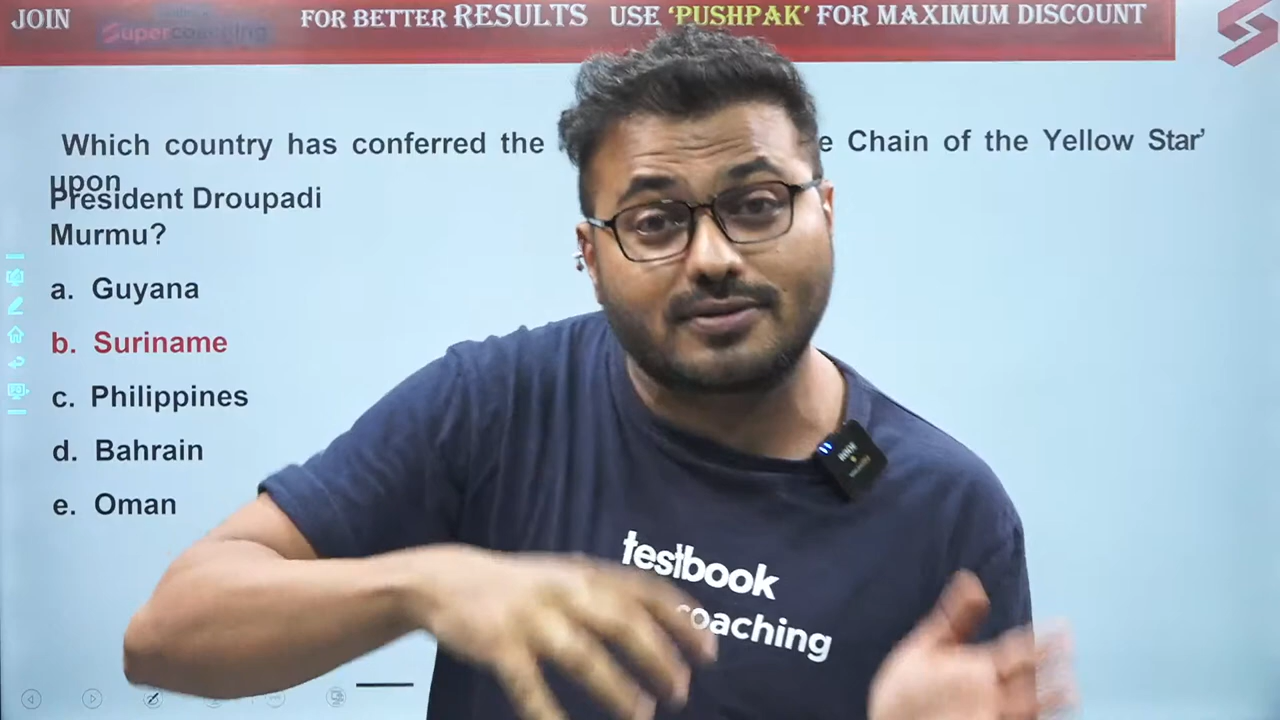 JOIN Supercoaching FOR BETTER RESULTS USE ‘PUSHPAK’ FOR MAXIMUM DISCOUNT
Which country has conferred the e Chain of the Yellow Star’
upon
President Droupadi
Murmu?
a. Guyana
b. Suriname
c. Philippines
d. Bahrain
e. Oman
testbook
coaching